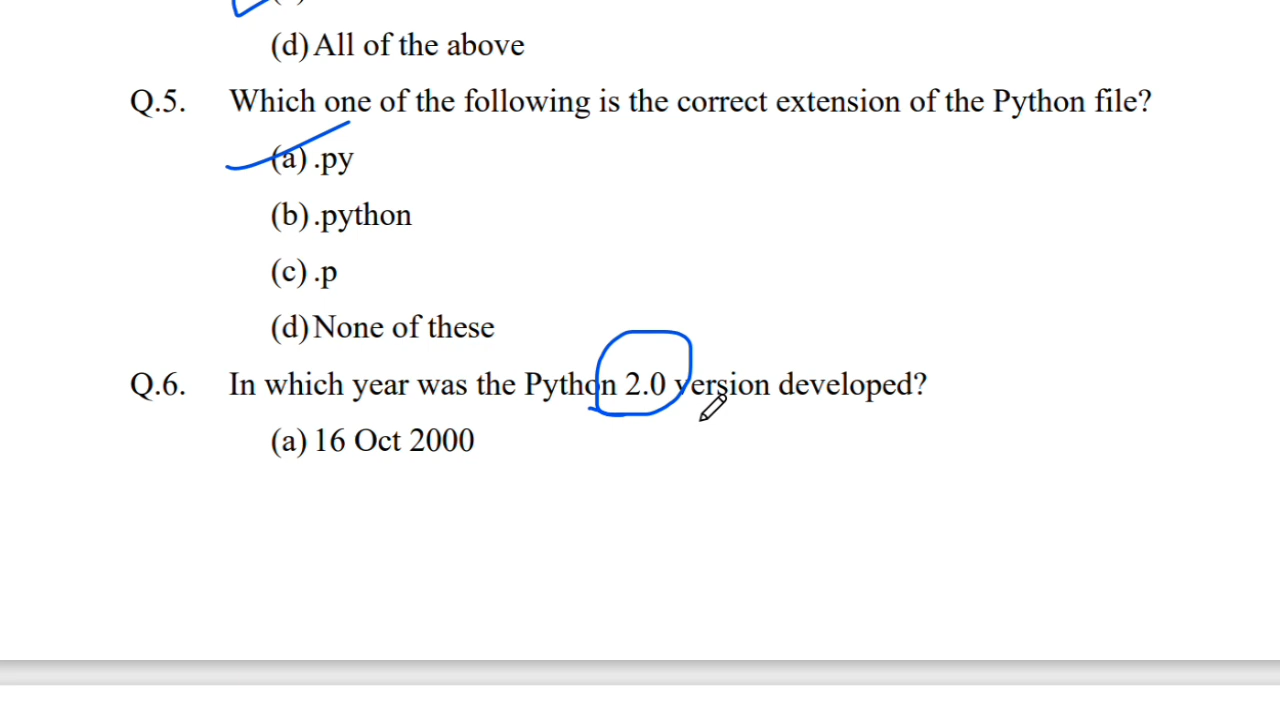 (d) All of the above
Q.5. Which one of the following is the correct extension of the Python file?
(a) .py
(b) .python
(c) .p
(d) None of these
Q.6. In which year was the Python 2.0 version developed?
(a) 16 Oct 2000